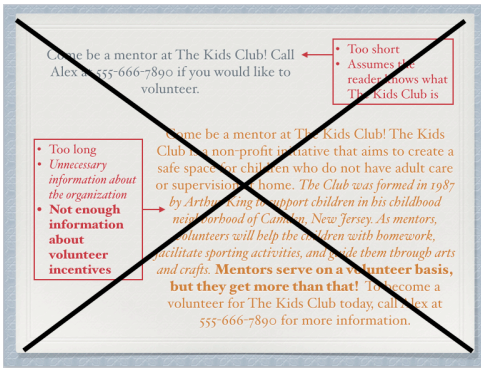 Come be a mentor at The Kids Club! Call
Alex at 555-666-7890 if you would like to
volunteer.
• Too short
• Assumes the
reader knows what
The Kids Club is
• Too long
• Unnecessary
information about
the organization
• Not enough
information
about
volunteer
incentives
Come be a mentor at The Kids Club! The Kids
Club is a non-profit initiative that aims to create a
safe space for children who do not have adult care
or supervision at home. The Club was formed in 1987
by Arthur King to support children in his childhood
neighborhood of Camden, New Jersey. As mentors,
volunteers will help the children with homework,
facilitate sporting activities, and guide them through arts
and crafts. Mentors serve on a volunteer basis,
but they get more than that! To become a
volunteer for The Kids Club today, call Alex at
555-666-7890 for more information.